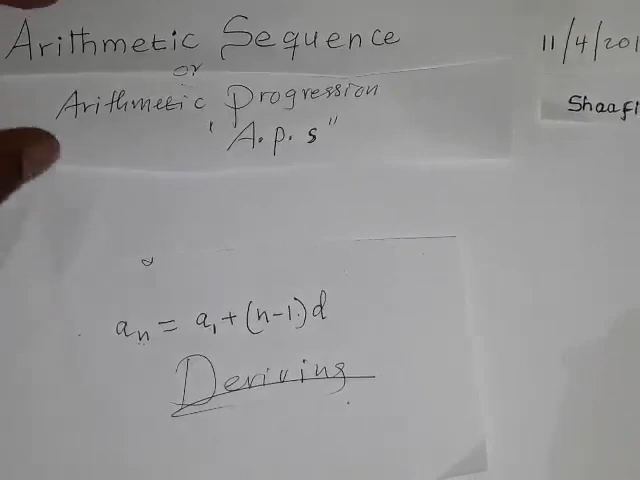 Arithmetic Sequence
or
Arithmetic Progression
"A.p.s"
11/4/201
Shaafi
aₙ = a₁ + (n-1)d
Deriving